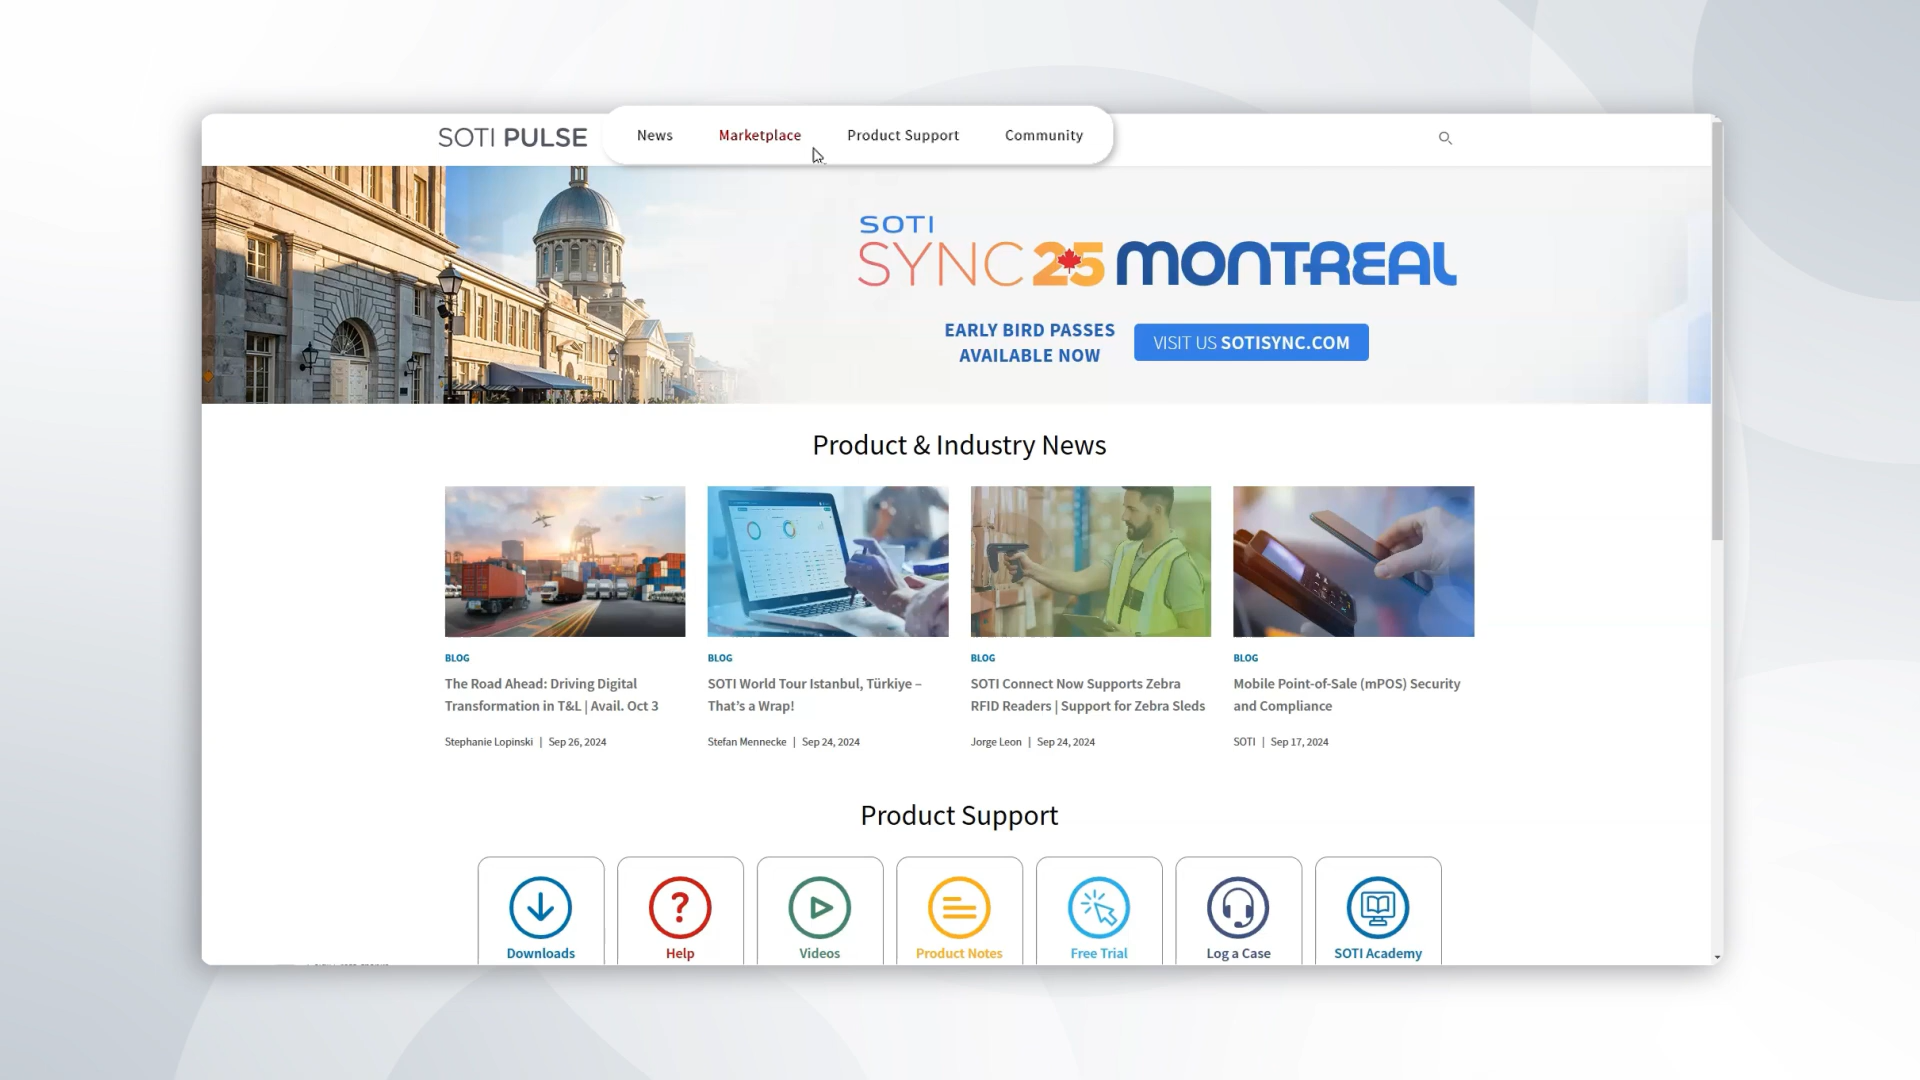 SOTI PULSE
News
Marketplace
Product Support
Community
SOTI
SYNC25 MONTREAL
EARLY BIRD PASSES
AVAILABLE NOW
VISIT US SOTISYNC.COM
Product & Industry News
BLOG
The Road Ahead: Driving Digital
Transformation in T&L | Avail. Oct 3
Stephanie Lopinski | Sep 26, 2024
BLOG
SOTI World Tour Istanbul, Türkiye –
That’s a Wrap!
Stefan Mennecke | Sep 24, 2024
BLOG
SOTI Connect Now Supports Zebra
RFID Readers | Support for Zebra Sleds
Jorge Leon | Sep 24, 2024
BLOG
Mobile Point-of-Sale (mPOS) Security
and Compliance
SOTI | Sep 17, 2024
Product Support
Downloads
Help
Videos
Product Notes
Free Trial
Log a Case
SOTI Academy